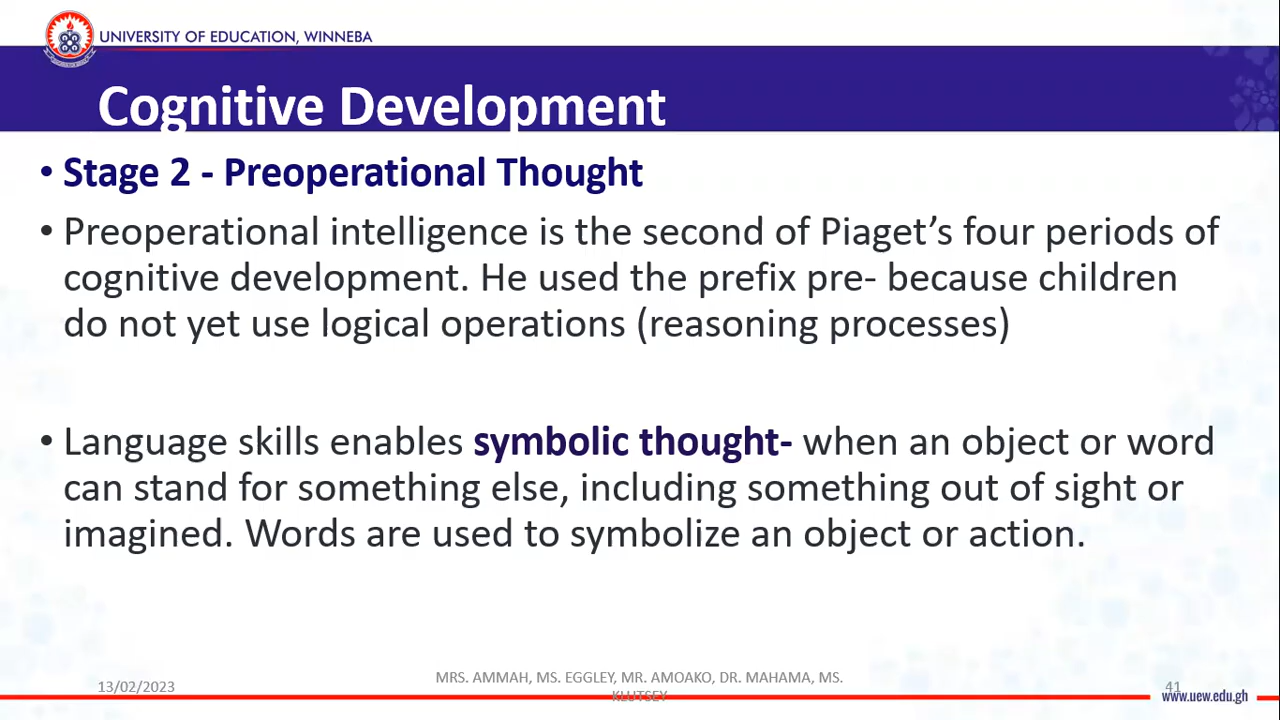 UNIVERSITY OF EDUCATION, WINNEBA
Cognitive Development
• Stage 2 - Preoperational Thought
• Preoperational intelligence is the second of Piaget’s four periods of
cognitive development. He used the prefix pre- because children
do not yet use logical operations (reasoning processes)
• Language skills enables symbolic thought- when an object or word
can stand for something else, including something out of sight or
imagined. Words are used to symbolize an object or action.
13/02/2023
MRS. AMMAH, MS. EGGLEY, MR. AMOAKO, DR. MAHAMA, MS.
KLUTSEY
41
www.uew.edu.gh